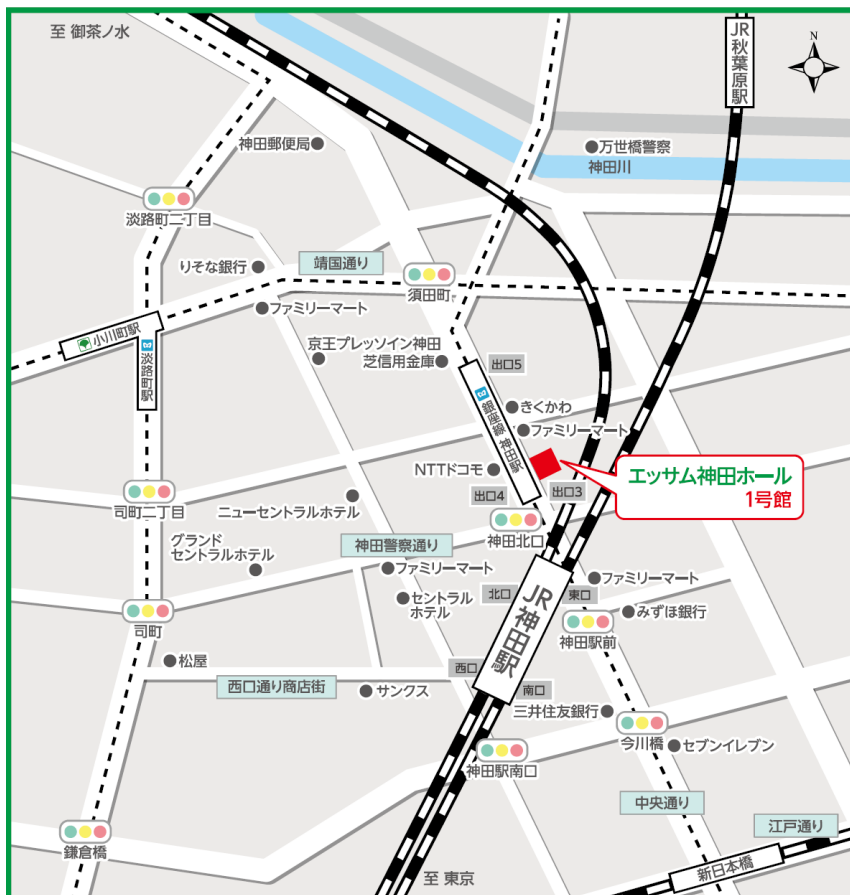 至 御茶ノ水
JR秋葉原駅
N
神田郵便局
万世橋警察
神田川
淡路町二丁目
りそな銀行
靖国通り
須田町
ファミリーマート
小川町駅
淡路町駅
京王プレッソイン神田
芝信用金庫
出口5
銀座線 神田駅
きくかわ
ファミリーマート
NTTドコモ
エッサム神田ホール
1号館
出口4
出口3
司町二丁目
ニューセントラルホテル
神田北口
グランド
セントラルホテル
神田警察通り
ファミリーマート
ファミリーマート
セントラル
ホテル
北口
JR神田駅
東口
みずほ銀行
司町
神田駅前
松屋
西口
西口通り商店街
サンクス
南口
三井住友銀行
今川橋
セブンイレブン
神田駅南口
中央通り
江戸通り
鎌倉橋
新日本橋
至 東京